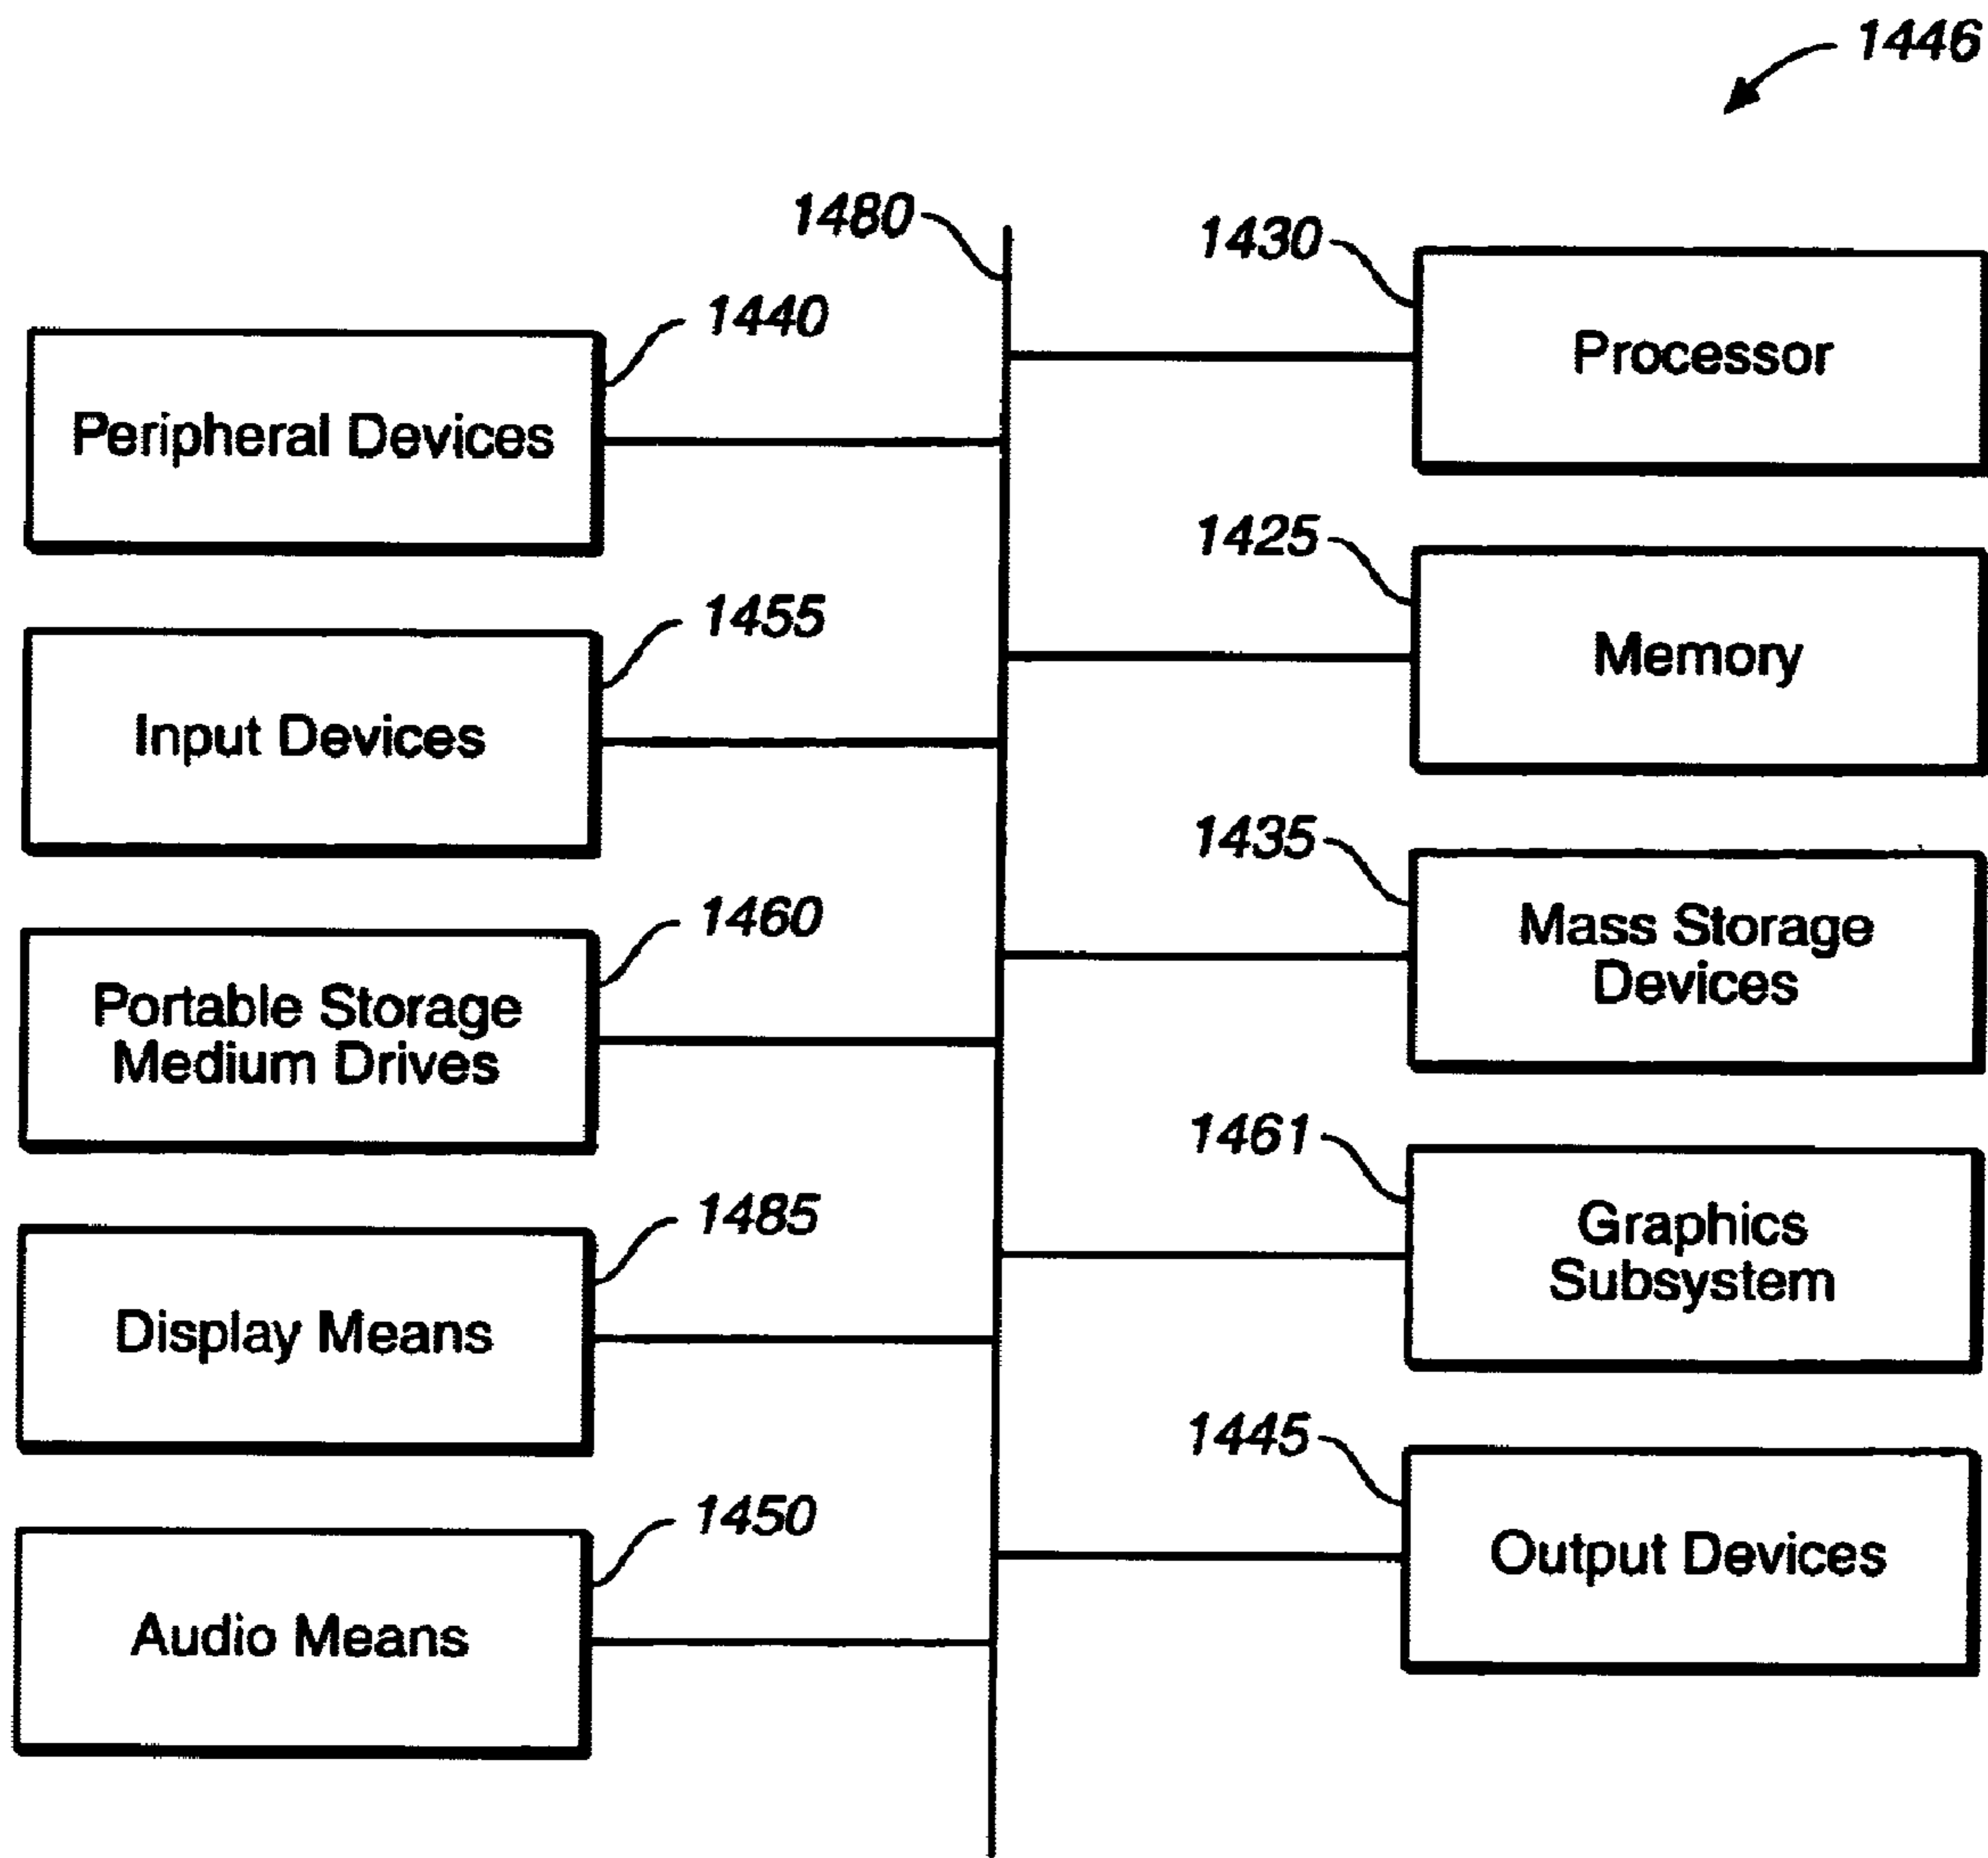 1446
1480
1430
Processor
1440
Peripheral Devices
1425
Memory
1455
Input Devices
1435
Mass Storage
Devices
1460
Portable Storage
Medium Drives
1461
Graphics
Subsystem
1485
Display Means
1445
Output Devices
1450
Audio Means